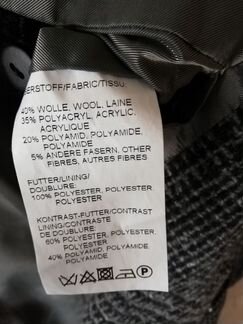 ERSTOFF/FABRIC/TISSU:
40% WOLLE, WOOL, LAINE
35% POLYACRYL, ACRYLIC,
ACRYLIQUE
20% POLYAMID, POLYAMIDE,
POLYAMIDE
5% ANDERE FASERN, OTHER
FIBRES, AUTRES FIBRES
FUTTER/LINING/
DOUBLURE:
100% POLYESTER, POLYESTER,
POLYESTER
KONTRAST-FUTTER/CONTRAST
LINING/CONTRASTE
DE DOUBLURE:
60% POLYESTER, POLYESTER,
POLYESTER
40% POLYAMID, POLYAMIDE,
POLYAMIDE
P